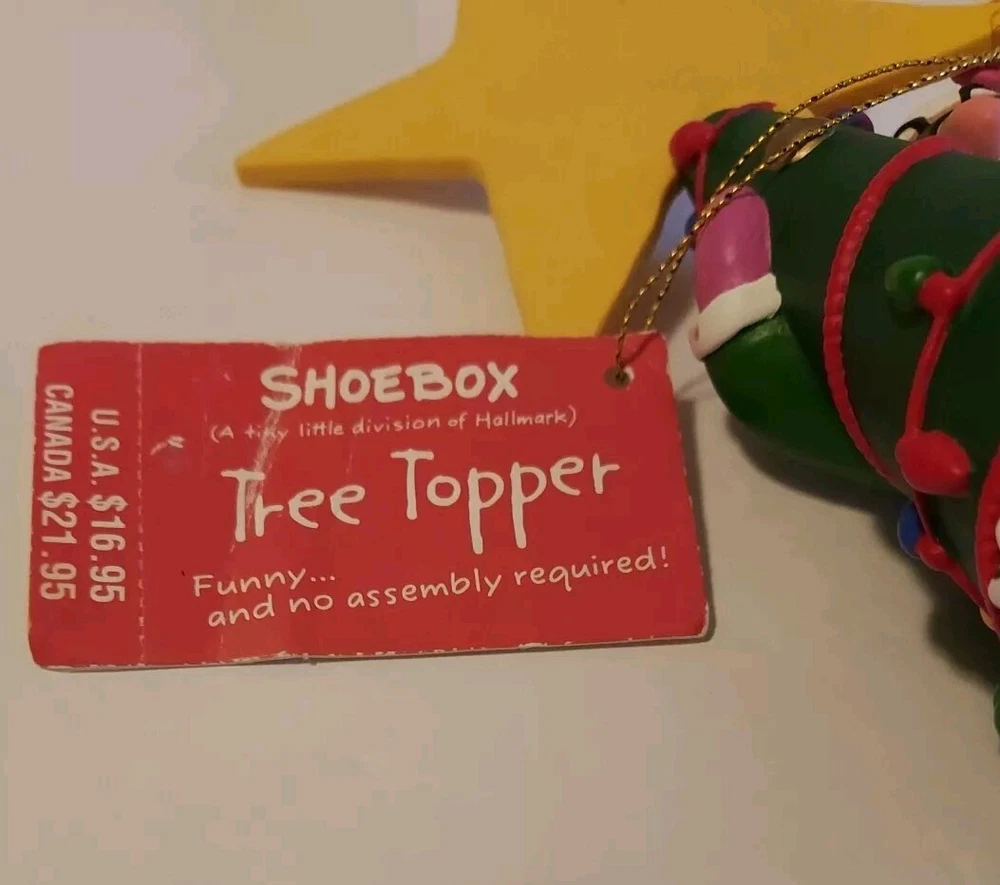 SHOEBOX
(A tiny little division of Hallmark)
Tree Topper
Funny...
and no assembly required!
U.S.A. $16.95
CANADA $21.95